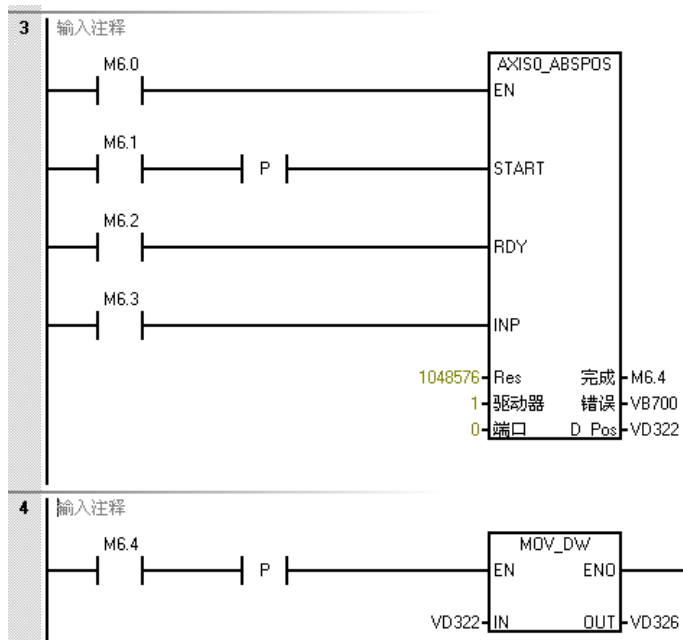 3 输入注释
M6.0 AXIS0_ABSPOS
EN
M6.1
P START
M6.2
RDY
M6.3
INP
1048576 Res 完成 M6.4
1 驱动器 错误 VB700
0 端口 D_Pos VD322
4 输入注释
M6.4 MOV_DW
P EN ENO
VD322 IN OUT VD326